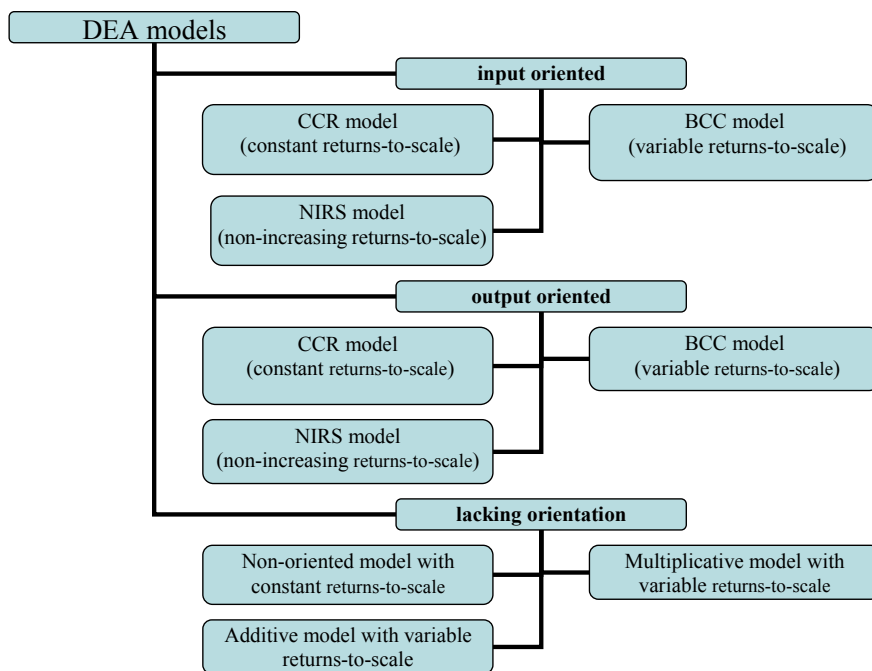 DEA models
input oriented
CCR model
(constant returns-to-scale)
BCC model
(variable returns-to-scale)
NIRS model
(non-increasing returns-to-scale)
output oriented
CCR model
(constant returns-to-scale)
BCC model
(variable returns-to-scale)
NIRS model
(non-increasing returns-to-scale)
lacking orientation
Non-oriented model with
constant returns-to-scale
Multiplicative model with
variable returns-to-scale
Additive model with variable
returns-to-scale